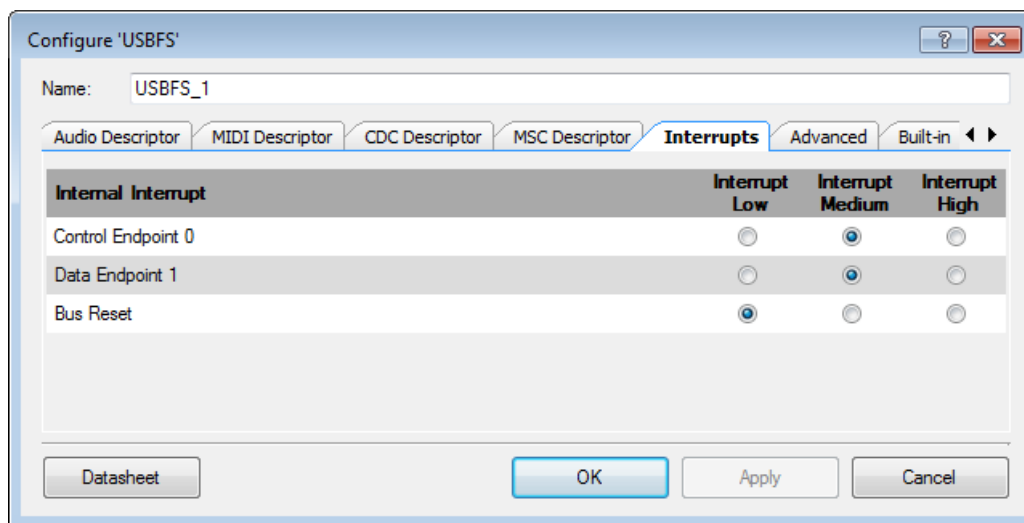 Configure 'USBFS'
Name: USBFS_1
Audio Descriptor MIDI Descriptor CDC Descriptor MSC Descriptor Interrupts Advanced Built-in
Internal Interrupt Interrupt Low Interrupt Medium Interrupt High
Control Endpoint 0
Data Endpoint 1
Bus Reset
Datasheet OK Apply Cancel